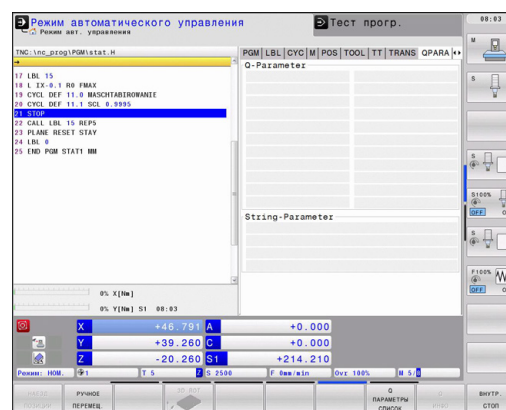 Режим автоматического управления
Режим авт. управления
Тест прогр.
08:03
TNC:\nc_prog\PGM\stat.H
17 LBL 15
18 L IX-0.1 R0 FMAX
19 CYCL DEF 11.0 MASCHTABIROWANIE
20 CYCL DEF 11.1 SCL 0.9995
21 STOP
22 CALL LBL 15 REP5
23 PLANE RESET STAY
24 LBL 0
25 END PGM STAT1 MM
PGM LBL CYC M POS TOOL TT TRANS QPARA
Q-Parameter
String-Parameter
0% X[Nm]
0% Y[Nm] S1 08:03
X +46.791 A +0.000
Y +39.260 C +0.000
Z -20.260 S1 +214.210
Режим: НОМ. 1 T 5 Z S 2500 F 0mm/min Ovr 100% M 5/8
M
S
S
S100%
OFF
S
F100%
OFF
РУЧНОЕ
ПЕРЕМЕЩ.
3D ROT
Q
ПАРАМЕТРЫ
СПИСОК
ВНУТР.
СТОП